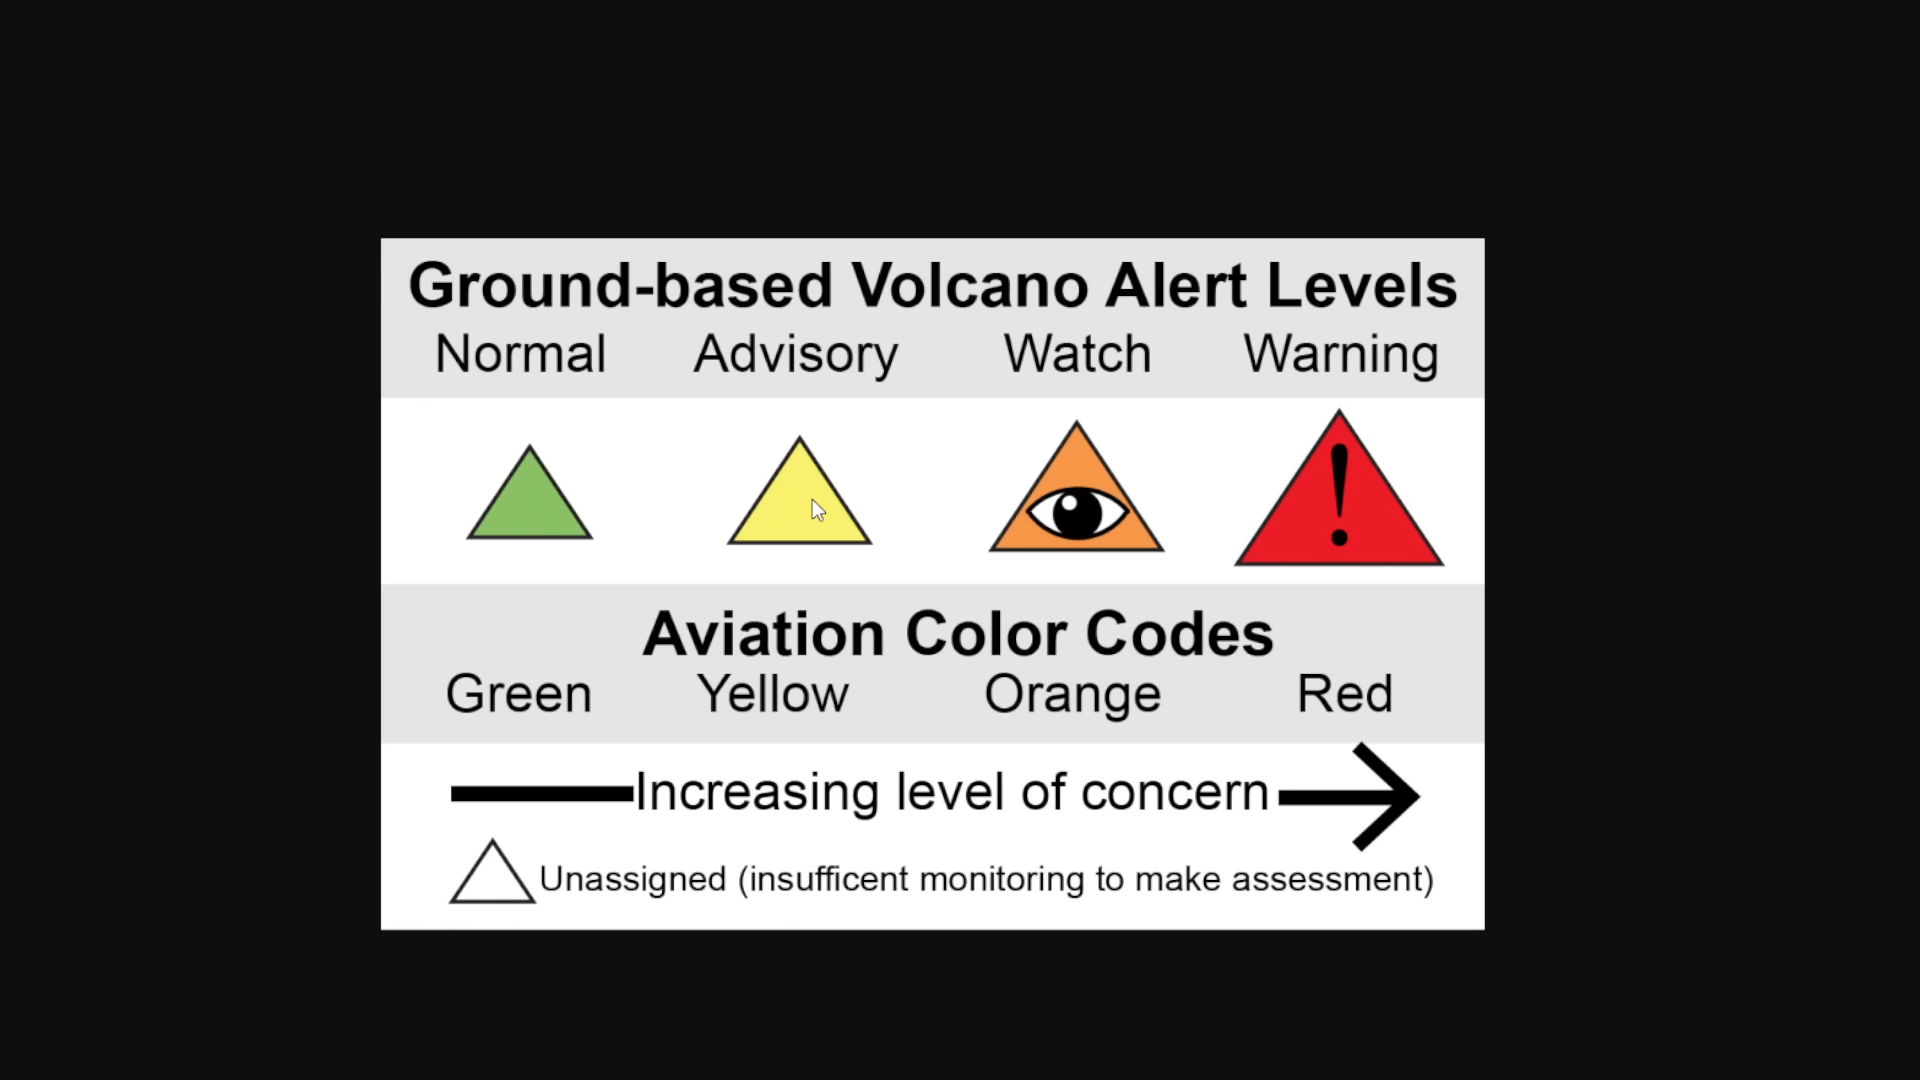 Ground-based Volcano Alert Levels
Normal Advisory Watch Warning
!
Aviation Color Codes
Green Yellow Orange Red
Increasing level of concern
Unassigned (insufficent monitoring to make assessment)